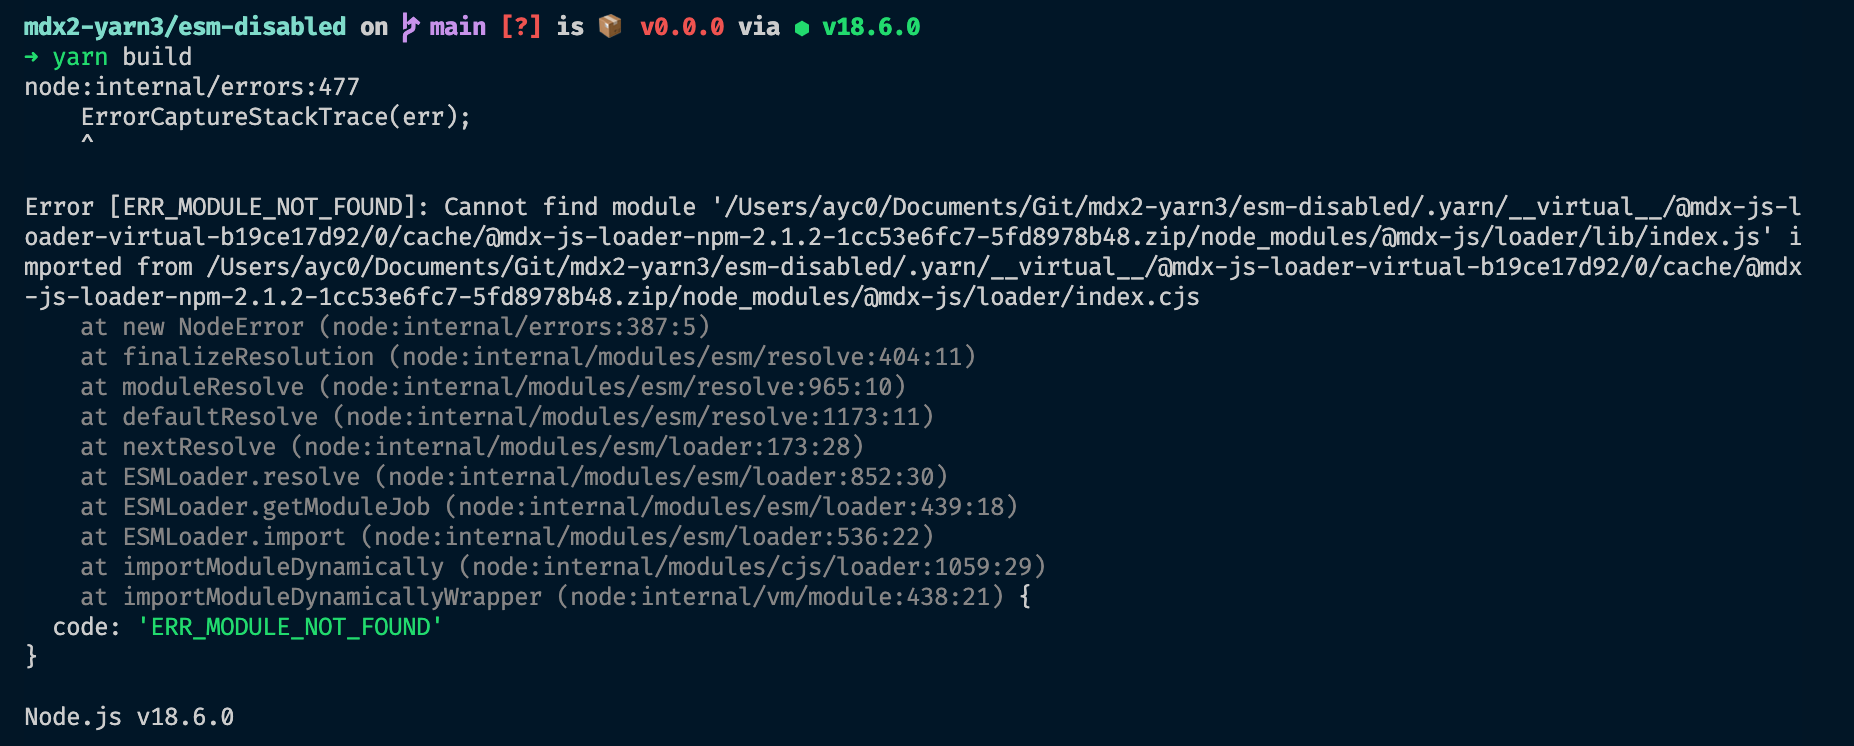 mdx2-yarn3/esm-disabled on main [?] is 📦 v0.0.0 via ⬢ v18.6.0
➜ yarn build
node:internal/errors:477
    ErrorCaptureStackTrace(err);
    ^

Error [ERR_MODULE_NOT_FOUND]: Cannot find module '/Users/ayc0/Documents/Git/mdx2-yarn3/esm-disabled/.yarn/__virtual__/@mdx-js-l
oader-virtual-b19ce17d92/0/cache/@mdx-js-loader-npm-2.1.2-1cc53e6fc7-5fd8978b48.zip/node_modules/@mdx-js/loader/lib/index.js' i
mported from /Users/ayc0/Documents/Git/mdx2-yarn3/esm-disabled/.yarn/__virtual__/@mdx-js-loader-virtual-b19ce17d92/0/cache/@mdx
-js-loader-npm-2.1.2-1cc53e6fc7-5fd8978b48.zip/node_modules/@mdx-js/loader/index.cjs
    at new NodeError (node:internal/errors:387:5)
    at finalizeResolution (node:internal/modules/esm/resolve:404:11)
    at moduleResolve (node:internal/modules/esm/resolve:965:10)
    at defaultResolve (node:internal/modules/esm/resolve:1173:11)
    at nextResolve (node:internal/modules/esm/loader:173:28)
    at ESMLoader.resolve (node:internal/modules/esm/loader:852:30)
    at ESMLoader.getModuleJob (node:internal/modules/esm/loader:439:18)
    at ESMLoader.import (node:internal/modules/esm/loader:536:22)
    at importModuleDynamically (node:internal/modules/cjs/loader:1059:29)
    at importModuleDynamicallyWrapper (node:internal/vm/module:438:21) {
  code: 'ERR_MODULE_NOT_FOUND'
}

Node.js v18.6.0